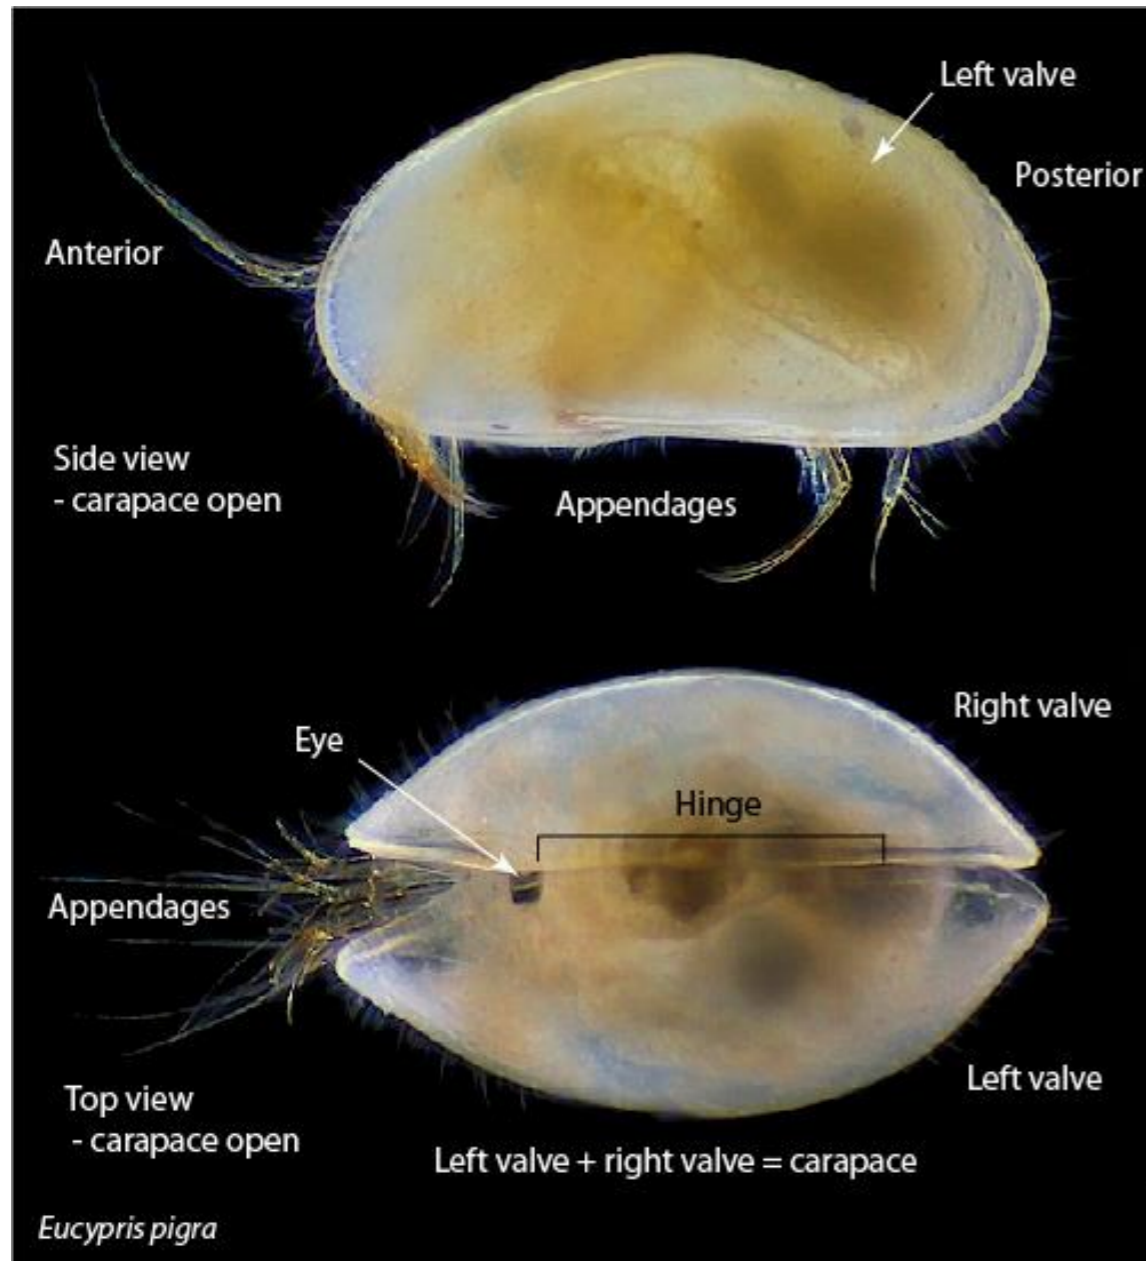 Left valve
Posterior
Anterior
Side view
- carapace open
Appendages
Right valve
Eye
Hinge
Appendages
Left valve
Top view
- carapace open
Left valve + right valve = carapace
Eucypris pigra